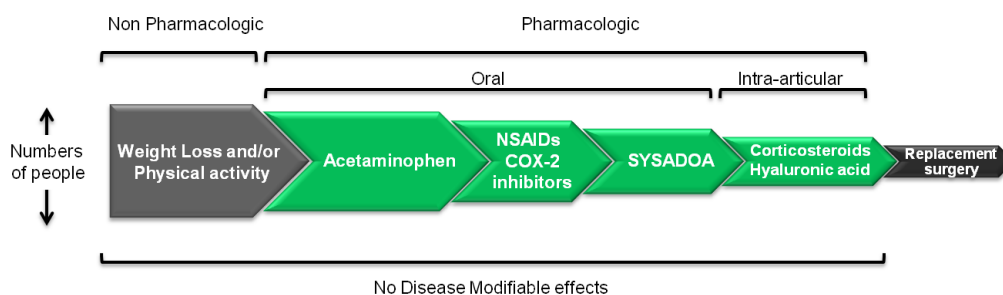 Non Pharmacologic
Pharmacologic
Oral
Intra-articular
Numbers
of people
Weight Loss and/or
Physical activity
Acetaminophen
NSAIDs
COX-2
inhibitors
SYSADOA
Corticosteroids
Hyaluronic acid
Replacement
surgery
No Disease Modifiable effects